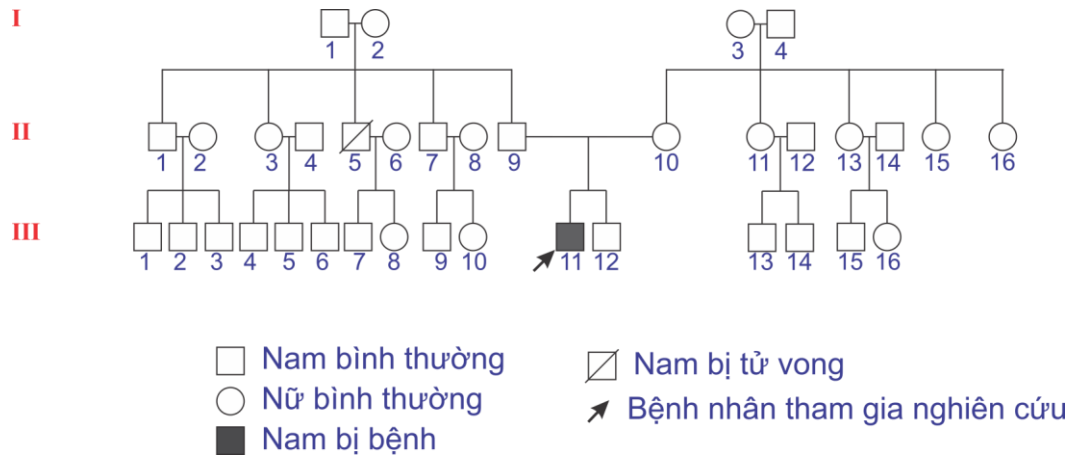 I
1 2 3 4
II
1 2 3 4 5 6 7 8 9 10 11 12 13 14 15 16
III
1 2 3 4 5 6 7 8 9 10 11 12 13 14 15 16
Nam bình thường
Nữ bình thường
Nam bị bệnh
Nam bị tử vong
Bệnh nhân tham gia nghiên cứu